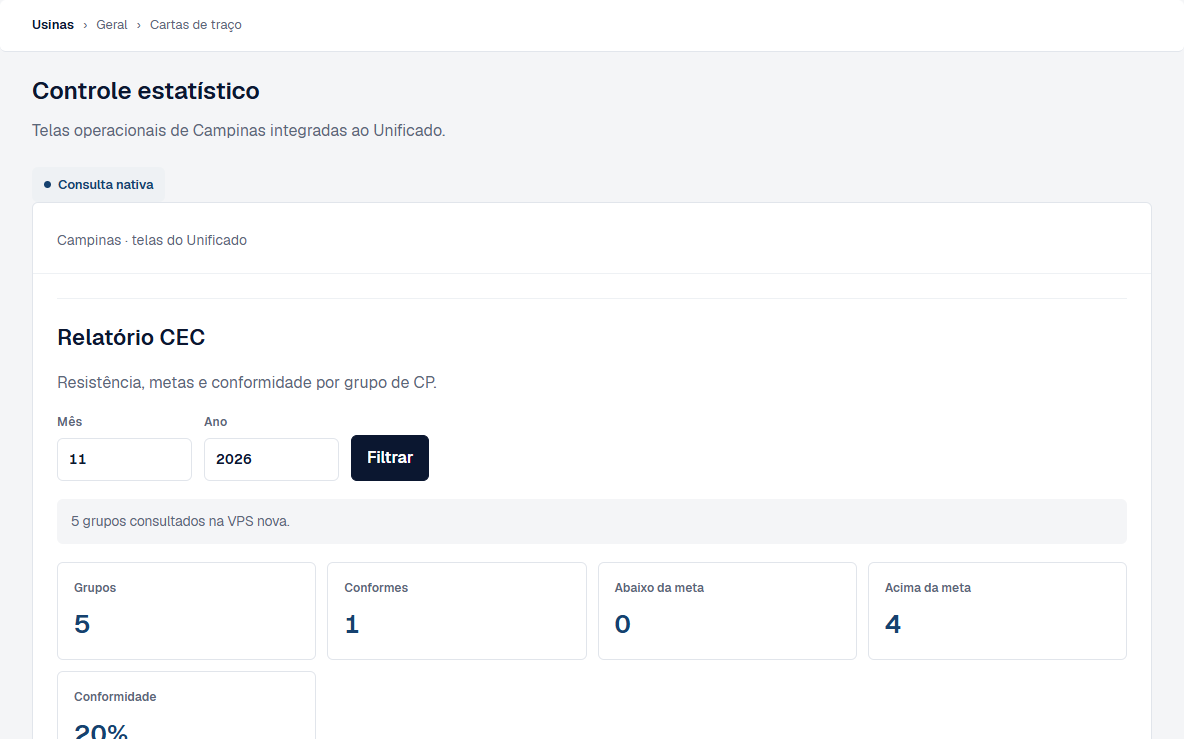 Usinas › Geral › Cartas de traço
Controle estatístico
Telas operacionais de Campinas integradas ao Unificado.
Consulta nativa
Campinas · telas do Unificado
Relatório CEC
Resistência, metas e conformidade por grupo de CP.
Mês Ano
11 2026 Filtrar
5 grupos consultados na VPS nova.
Grupos Conformes Abaixo da meta Acima da meta
5 1 0 4
Conformidade
20%